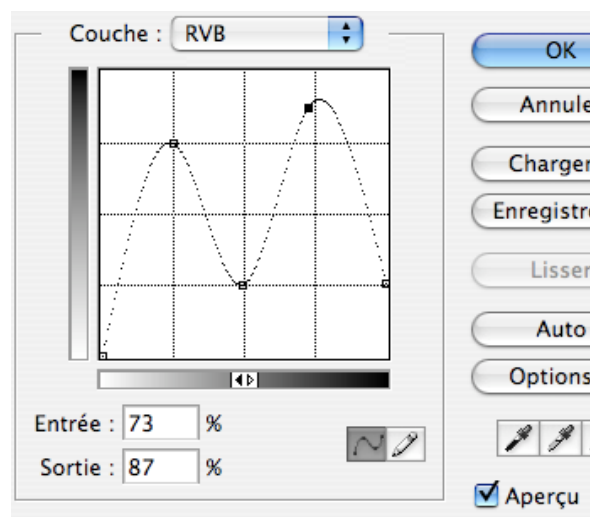 Couche : RVB
OK
Annule
Charger
Enregistre
Lisser
Auto
Options
Entrée : 73 %
Sortie : 87 %
Aperçu